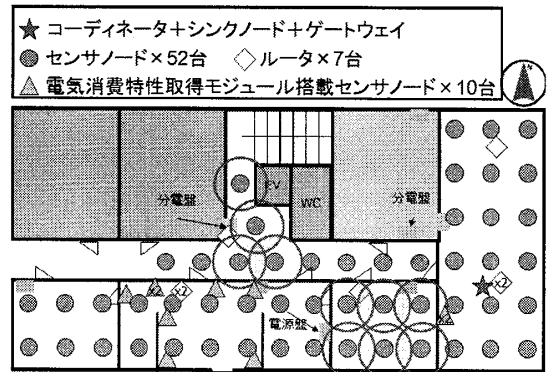 ★ コーディネータ+シンクノード+ゲートウェイ
センサノード×52台 ◇ルータ×7台
電気消費特性取得モジュール搭載センサノード×10台
N
EV
分電盤
WC
分電盤
×2
×2
電源盤